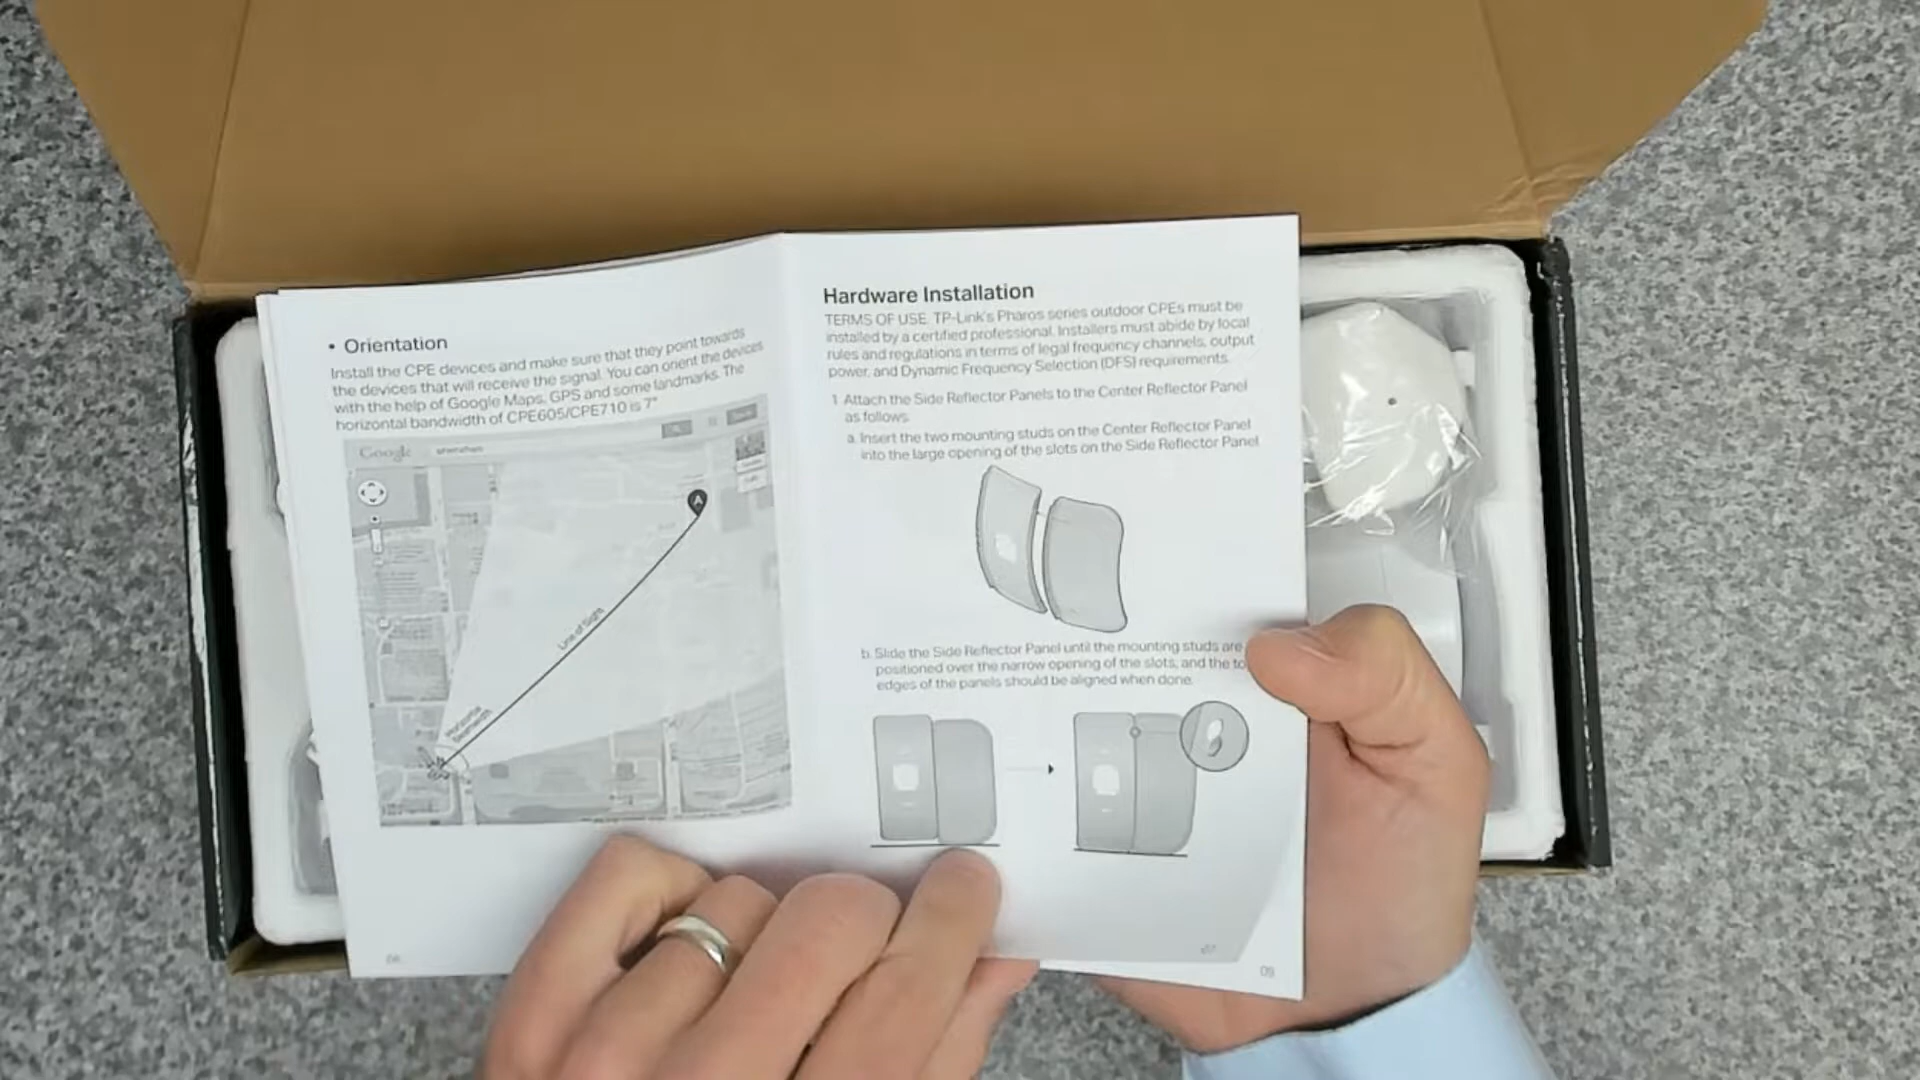 • Orientation
Install the CPE devices and make sure that they point towards
the devices that will receive the signal. You can orient the devices
with the help of Google Maps, GPS and some landmarks. The
horizontal bandwidth of CPE605/CPE710 is 7°
Google shenzhen
A
Line of Sight
Horizontal
Beamwidth
Hardware Installation
TERMS OF USE: TP-Link's Pharos series outdoor CPEs must be
installed by a certified professional. Installers must abide by local
rules and regulations in terms of legal frequency channels, output
power, and Dynamic Frequency Selection (DFS) requirements.
1 Attach the Side Reflector Panels to the Center Reflector Panel
as follows:
a. Insert the two mounting studs on the Center Reflector Panel
into the large opening of the slots on the Side Reflector Panel
b. Slide the Side Reflector Panel until the mounting studs are
positioned over the narrow opening of the slots, and the to
edges of the panels should be aligned when done.
07
09